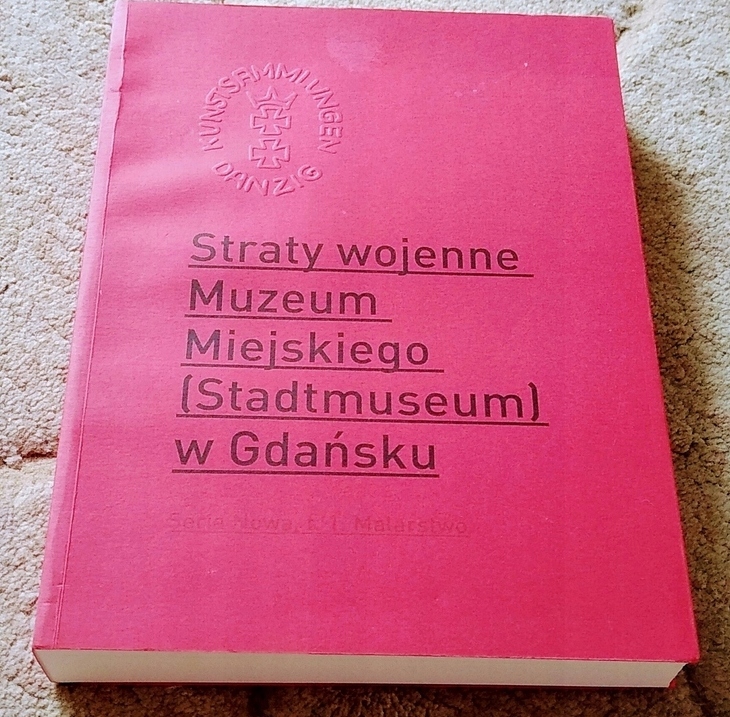 KUNSTSAMMLUNGEN
DANZIG
Straty wojenne
Muzeum
Miejskiego
(Stadtmuseum)
w Gdańsku
Seria Nowa, t. 1. Malarstwo